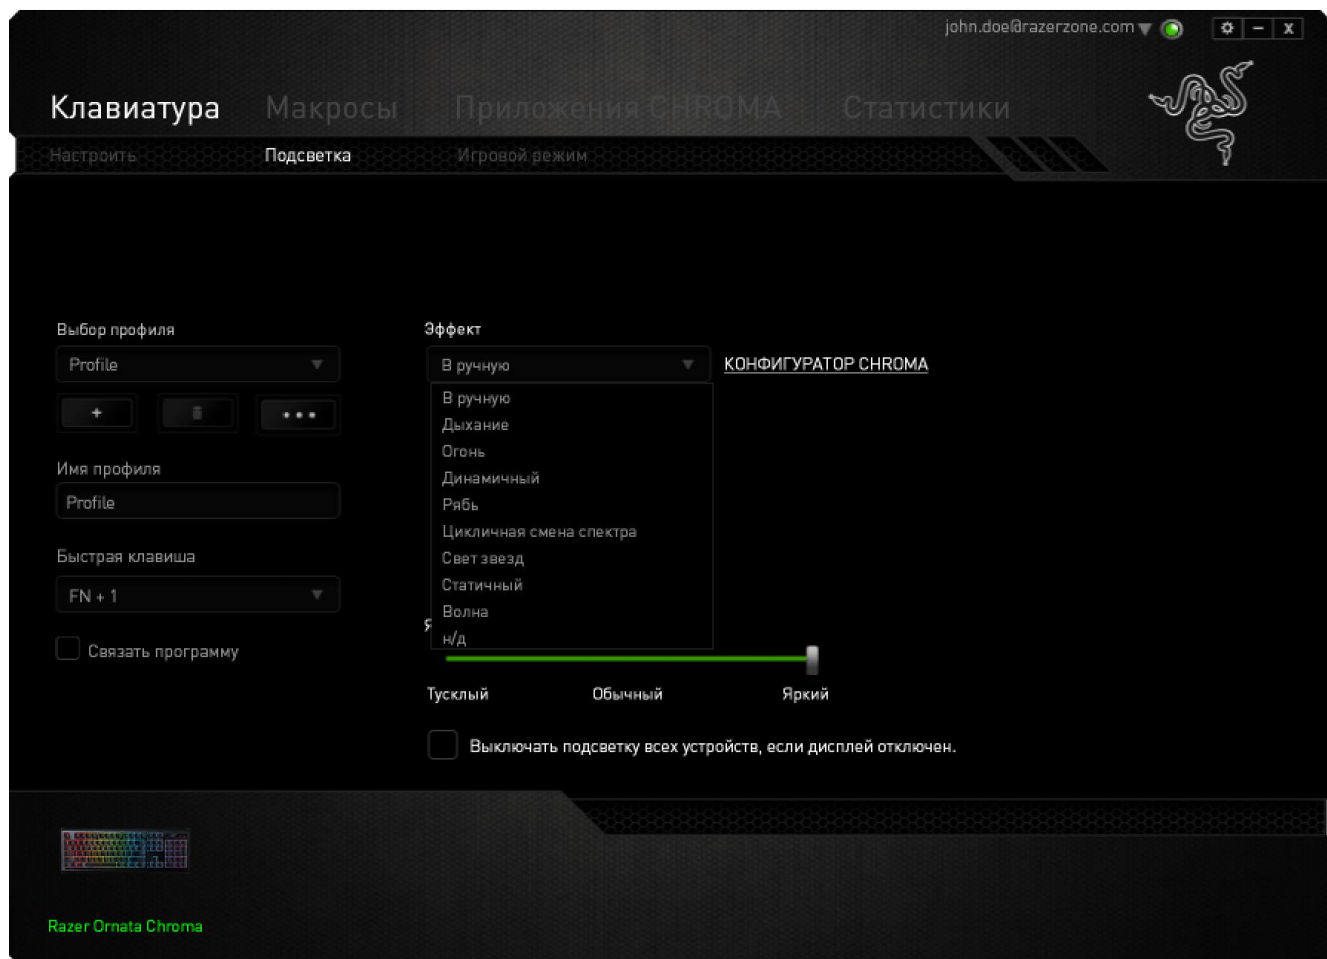 john.doe@razerzone.com
Клавиатура Макросы Приложения CHROMA Статистики
Настроить Подсветка Игровой режим
Выбор профиля
Profile
Имя профиля
Profile
Быстрая клавиша
FN + 1
Связать программу
Эффект
В ручную КОНФИГУРАТОР CHROMA
В ручную
Дыхание
Огонь
Динамичный
Рябь
Цикличная смена спектра
Свет звезд
Статичный
Волна
н/д
Тусклый Обычный Яркий
Выключать подсветку всех устройств, если дисплей отключен.
Razer Ornata Chroma